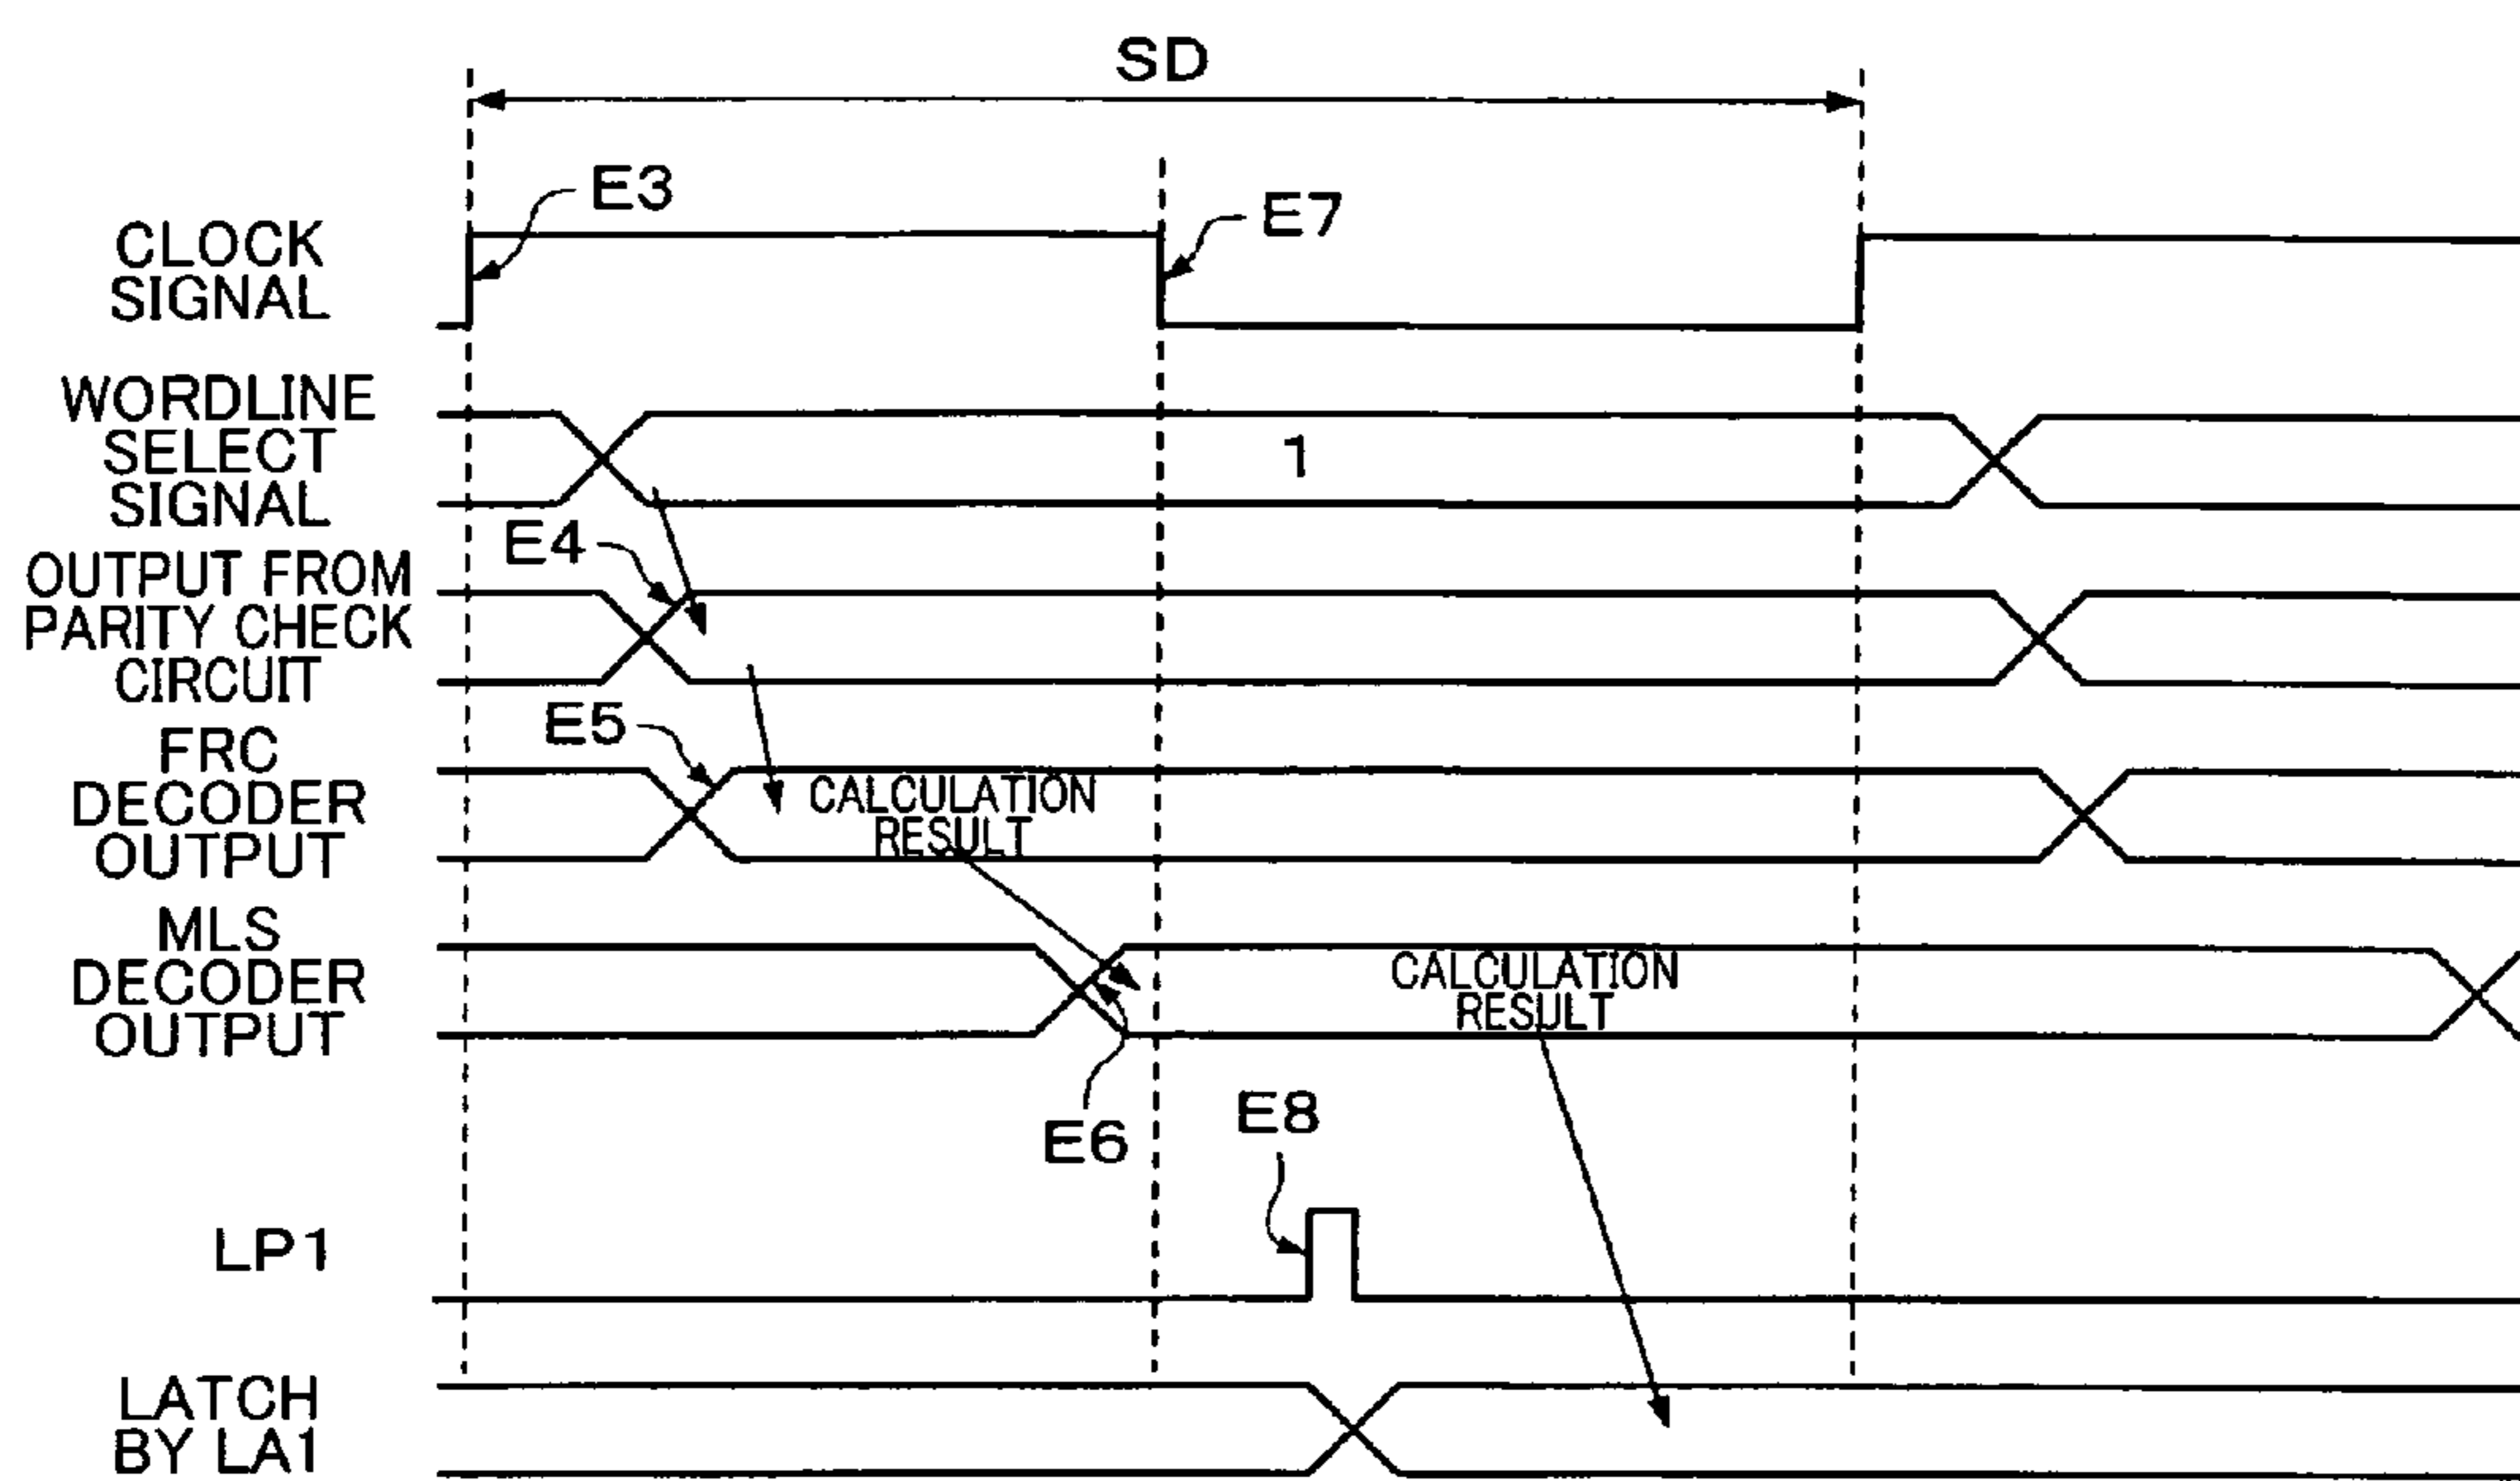 SD
E3
E7
CLOCK
SIGNAL
WORDLINE
SELECT
SIGNAL
1
E4
OUTPUT FROM
PARITY CHECK
CIRCUIT
E5
FRC
DECODER
OUTPUT
CALCULATION
RESULT
MLS
DECODER
OUTPUT
CALCULATION
RESULT
E6
E8
LP1
LATCH
BY LA1